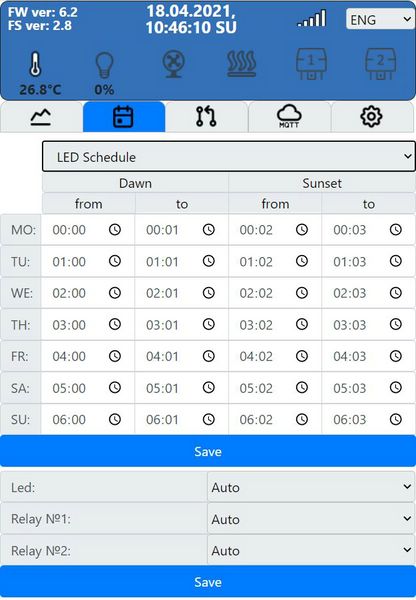 FW ver: 6.2
FS ver: 2.8
18.04.2021,
10:46:10 SU
ENG
1
2
26.8°C
0%
MQTT
LED Schedule
Dawn Sunset
from to from to
MO: 00:00 00:01 00:02 00:03
TU: 01:00 01:01 01:02 01:03
WE: 02:00 02:01 02:02 02:03
TH: 03:00 03:01 03:02 03:03
FR: 04:00 04:01 04:02 04:03
SA: 05:00 05:01 05:02 05:03
SU: 06:00 06:01 06:02 06:03
Save
Led: Auto
Relay №1: Auto
Relay №2: Auto
Save